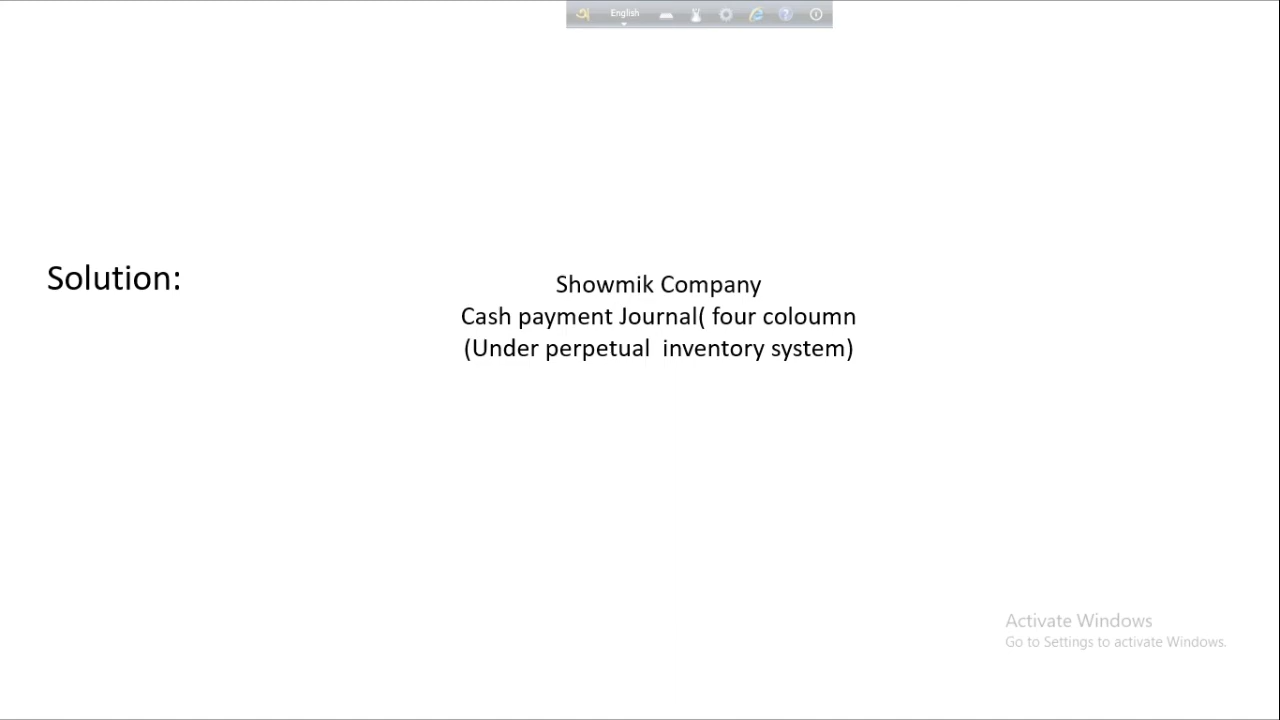 অ English
Solution:
Showmik Company
Cash payment Journal( four coloumn
(Under perpetual inventory system)
Activate Windows
Go to Settings to activate Windows.